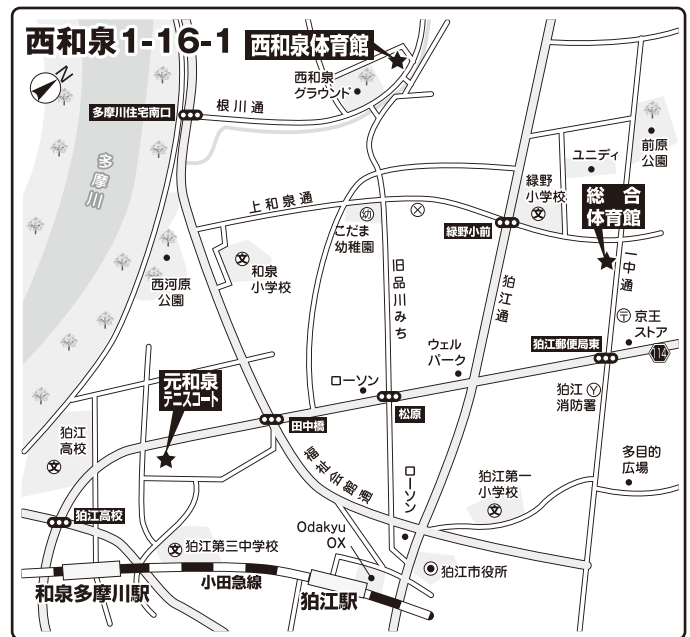 西和泉1-16-1
西和泉体育館
N
西和泉
グラウンド
多摩川住宅南口
根川通
多摩川
前原
公園
ユニディ
緑野
小学校
文
総合
体育館
上和泉通
幼
こだま
幼稚園
緑野小前
文
和泉
小学校
西河原
公園
旧品川みち
狛江通
一中通
〒
京王
ストア
ウェル
パーク
狛江郵便局東
114
元和泉
テニスコート
ローソン
松原
田中橋
狛江
消防署
Y
狛江
高校
文
福祉会館通
ローソン
狛江第一
小学校
文
多目的
広場
狛江高校
Odakyu
OX
文
狛江第三中学校
狛江市役所
小田急線
和泉多摩川駅
狛江駅